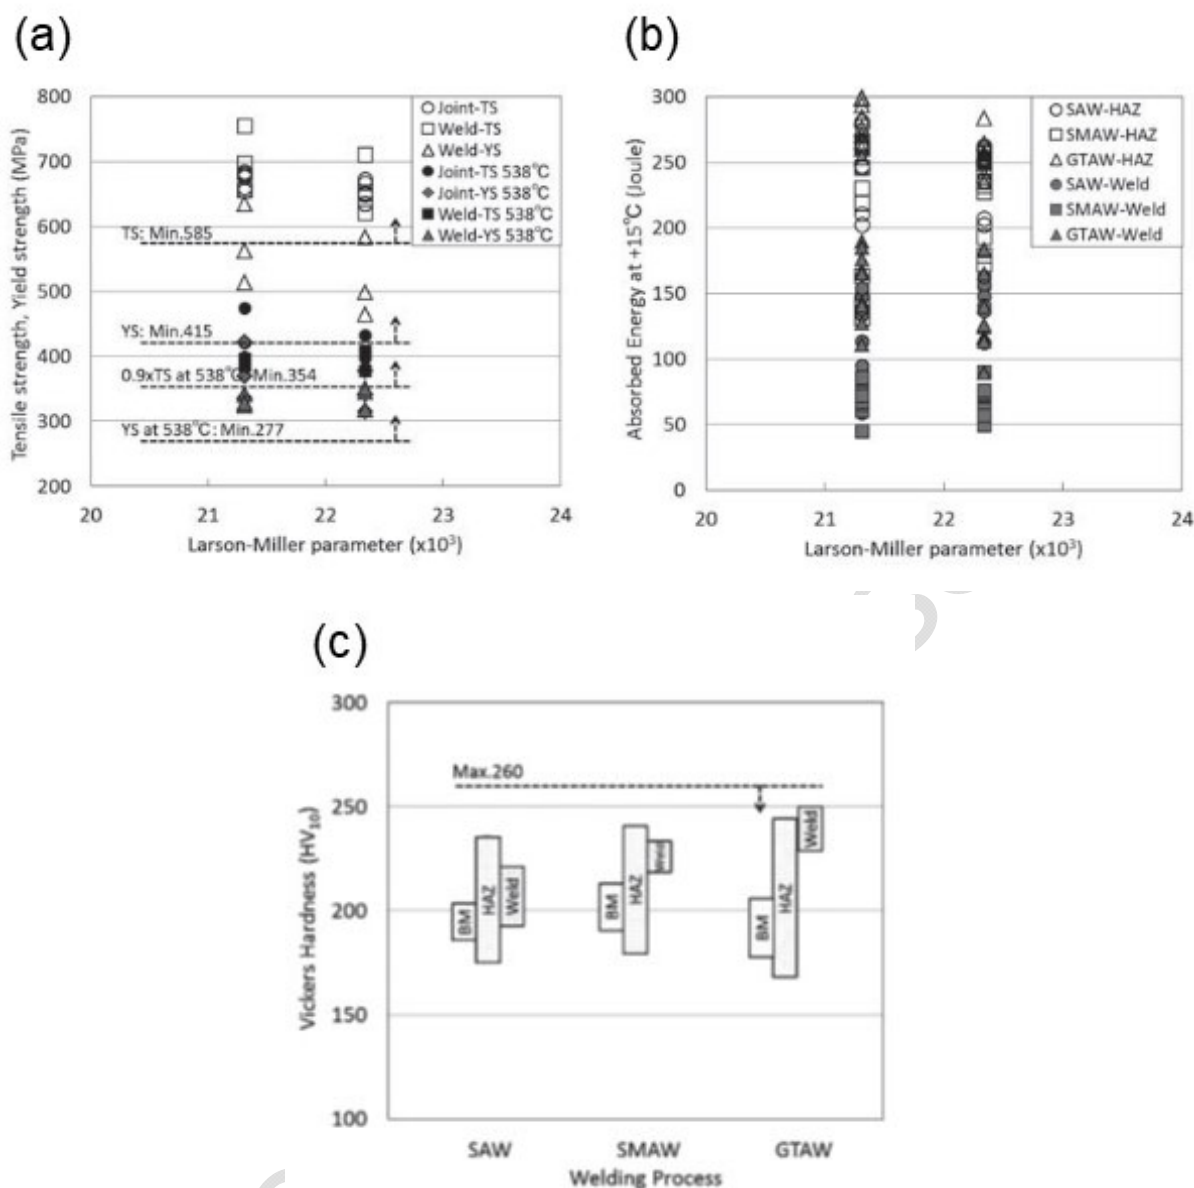 (a)
800
700
600
500
400
300
200
Tensile strength, Yield strength (MPa)
Joint-TS
Weld-TS
Weld-YS
Joint-TS 538°C
Joint-YS 538°C
Weld-TS 538°C
Weld-YS 538°C
TS: Min.585
YS: Min.415
0.9xTS at 538°C: Min.354
YS at 538°C: Min.277
20 21 22 23 24
Larson-Miller parameter (x10³)
(b)
300
250
200
150
100
50
0
Absorbed Energy at +15°C (Joule)
SAW-HAZ
SMAW-HAZ
GTAW-HAZ
SAW-Weld
SMAW-Weld
GTAW-Weld
20 21 22 23 24
Larson-Miller parameter (x10³)
(c)
300
250
200
150
100
Vickers Hardness (HV₁₀)
Max.260
BM HAZ Weld
BM HAZ Weld
BM HAZ Weld
SAW SMAW GTAW
Welding Process